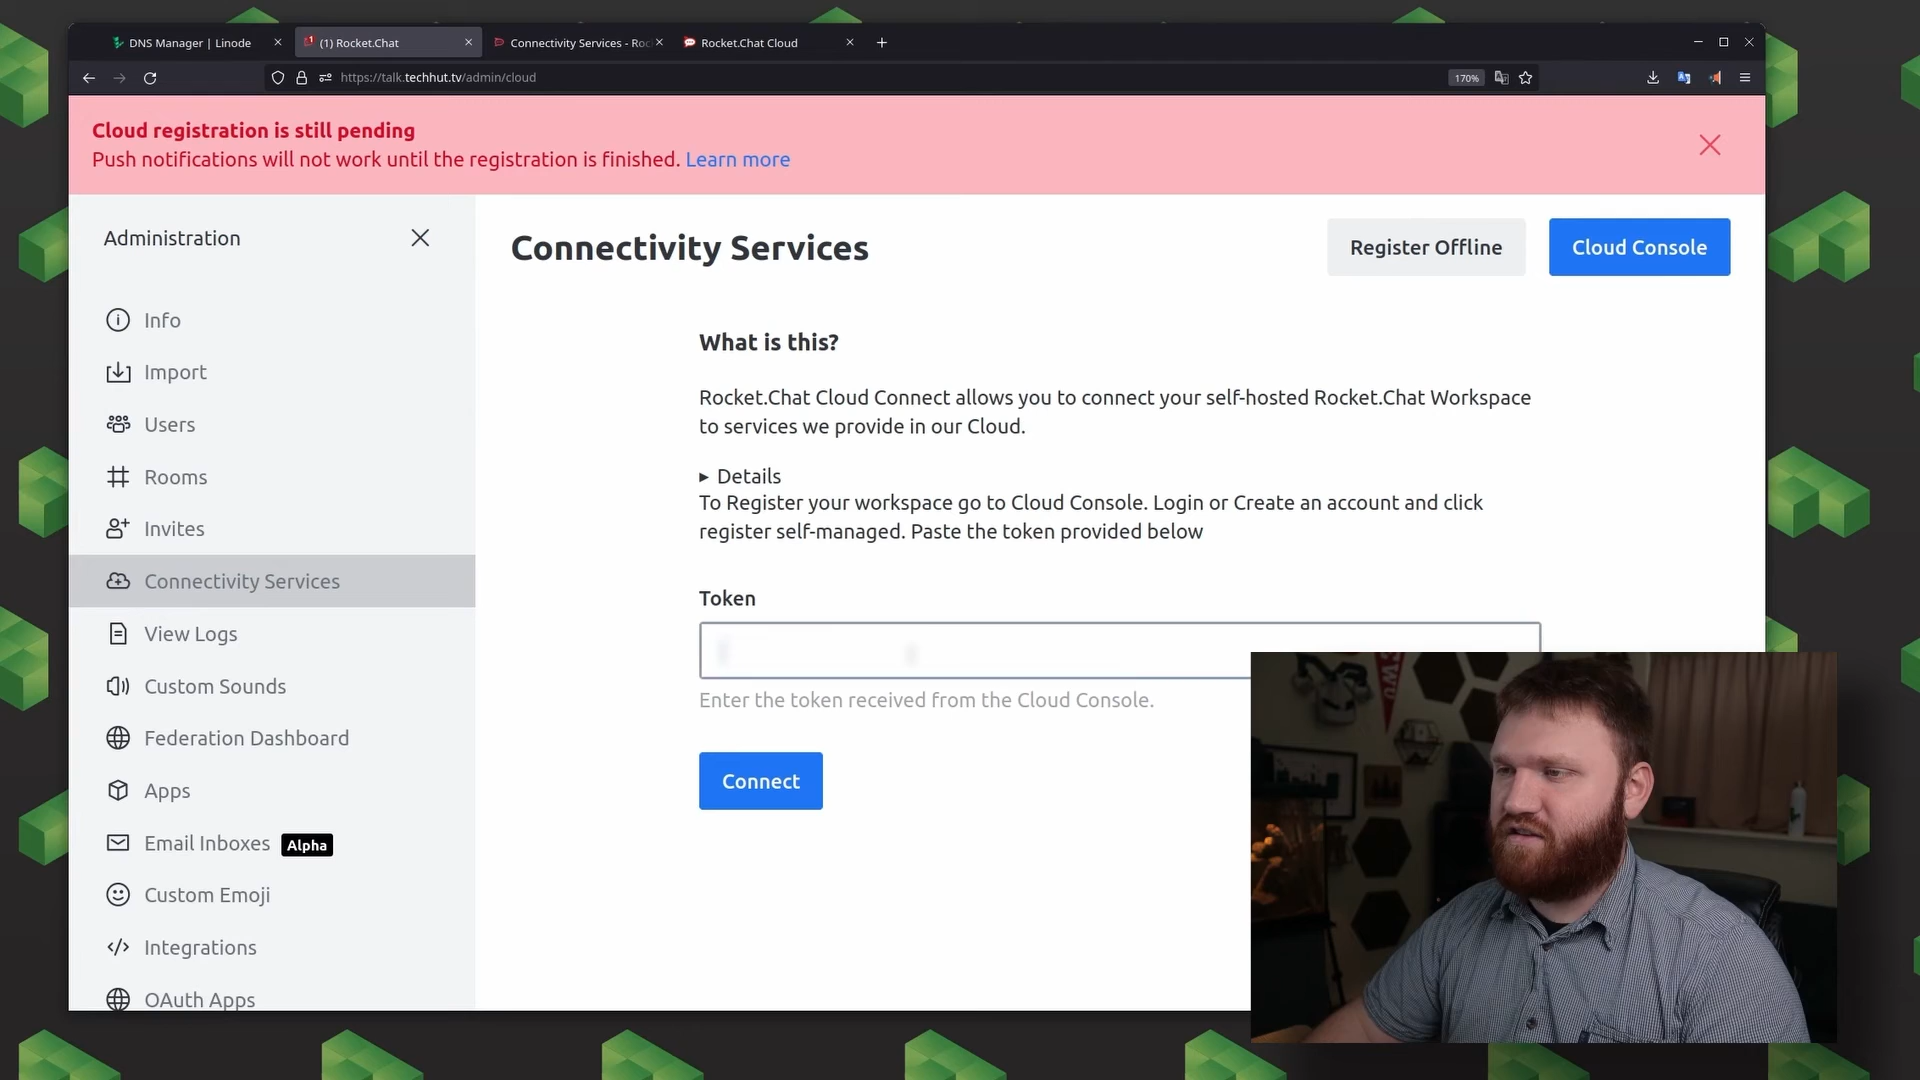 DNS Manager | Linode
(1) Rocket.Chat
Connectivity Services - Roc
Rocket.Chat Cloud
https://talk.techhut.tv/admin/cloud
170%
Cloud registration is still pending
Push notifications will not work until the registration is finished. Learn more
Administration
Info
Import
Users
Rooms
Invites
Connectivity Services
View Logs
Custom Sounds
Federation Dashboard
Apps
Email Inboxes Alpha
Custom Emoji
Integrations
OAuth Apps
Connectivity Services
Register Offline
Cloud Console
What is this?
Rocket.Chat Cloud Connect allows you to connect your self-hosted Rocket.Chat Workspace
to services we provide in our Cloud.
Details
To Register your workspace go to Cloud Console. Login or Create an account and click
register self-managed. Paste the token provided below
Token
Enter the token received from the Cloud Console.
Connect